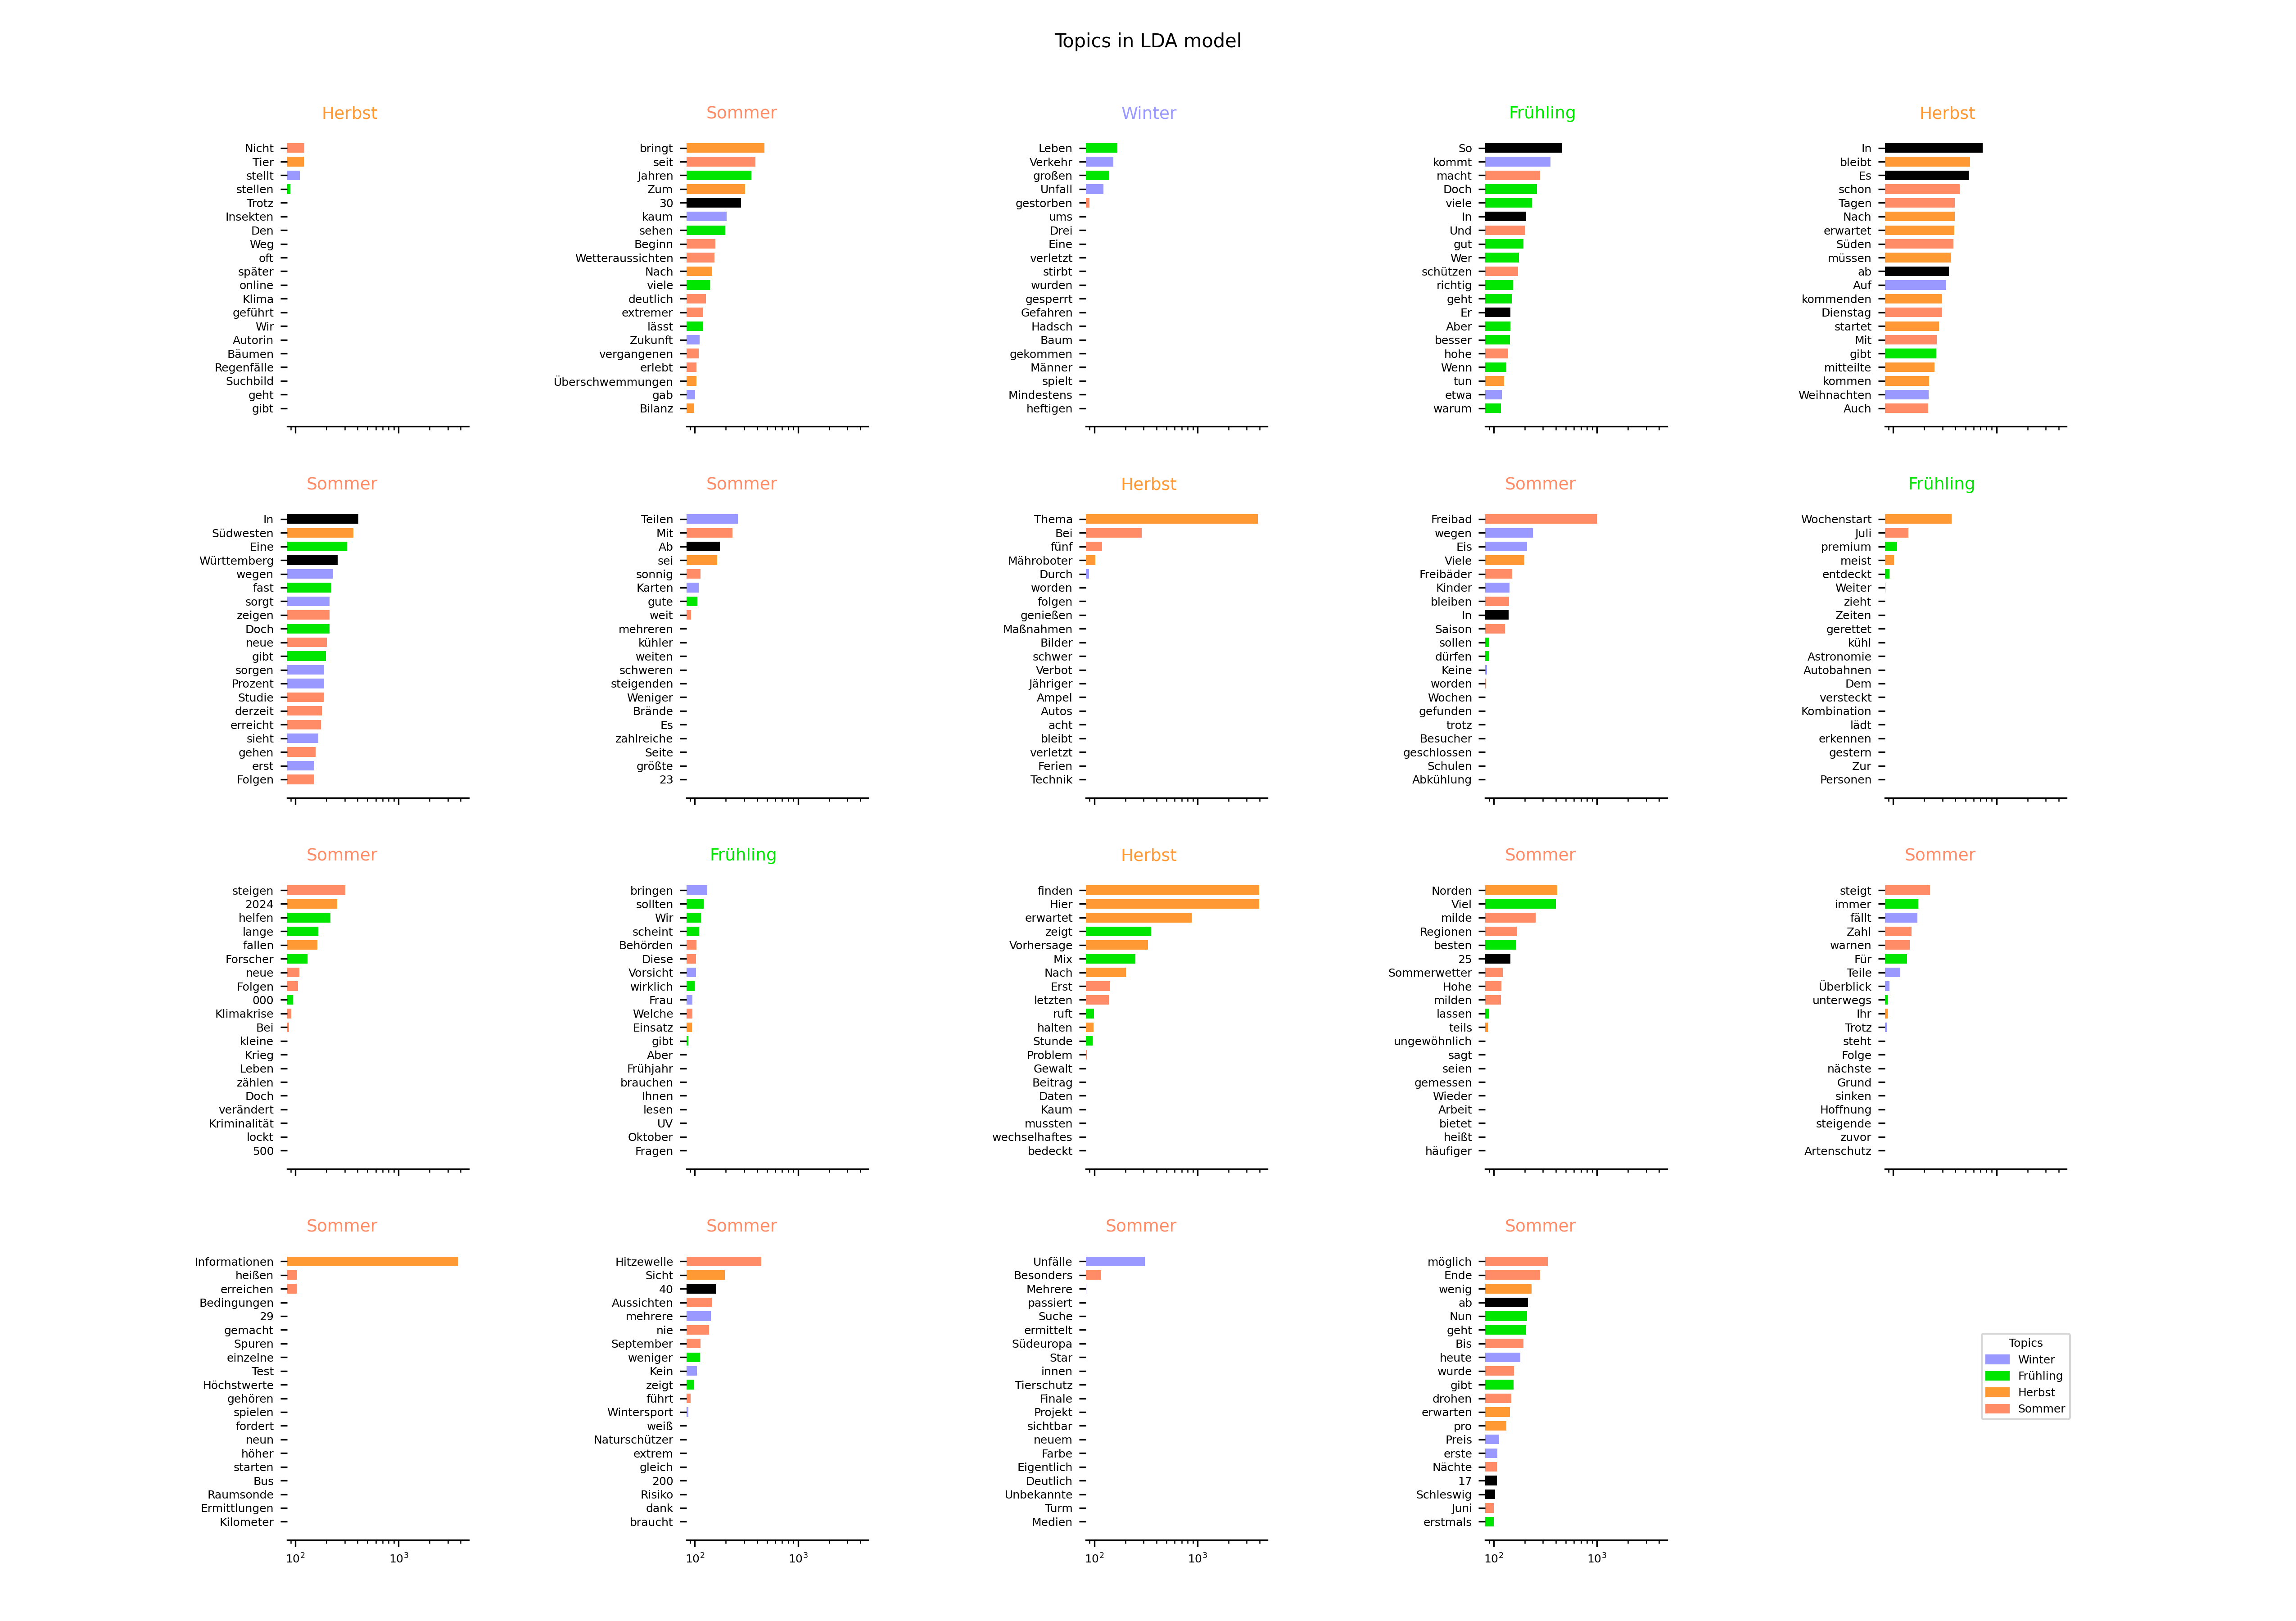 Topics in LDA model
Herbst
Nicht
Tier
stellt
stellen
Trotz
Insekten
Den
Weg
oft
später
online
Klima
geführt
Wir
Autorin
Bäumen
Regenfälle
Suchbild
geht
gibt
Sommer
bringt
seit
Jahren
Zum
30
kaum
sehen
Beginn
Wetteraussichten
Nach
viele
deutlich
extremer
lässt
Zukunft
vergangenen
erlebt
Überschwemmungen
gab
Bilanz
Winter
Leben
Verkehr
großen
Unfall
gestorben
ums
Drei
Eine
verletzt
stirbt
wurden
gesperrt
Gefahren
Hadsch
Baum
gekommen
Männer
spielt
Mindestens
heftigen
Frühling
So
kommt
macht
Doch
viele
In
Und
gut
Wer
schützen
richtig
geht
Er
Aber
besser
hohe
Wenn
tun
etwa
warum
Herbst
In
bleibt
Es
schon
Tagen
Nach
erwartet
Süden
müssen
ab
Auf
kommenden
Dienstag
startet
Mit
gibt
mitteilte
kommen
Weihnachten
Auch
Sommer
In
Südwesten
Eine
Württemberg
wegen
fast
sorgt
zeigen
Doch
neue
gibt
sorgen
Prozent
Studie
derzeit
erreicht
sieht
gehen
erst
Folgen
Sommer
Teilen
Mit
Ab
sei
sonnig
Karten
gute
weit
mehreren
kühler
weiten
schweren
steigenden
Weniger
Brände
Es
zahlreiche
Seite
größte
23
Herbst
Thema
Bei
fünf
Mähroboter
Durch
worden
folgen
genießen
Maßnahmen
Bilder
schwer
Verbot
Jähriger
Ampel
Autos
acht
bleibt
verletzt
Ferien
Technik
Sommer
Freibad
wegen
Eis
Viele
Freibäder
Kinder
bleiben
In
Saison
sollen
dürfen
Keine
worden
Wochen
gefunden
trotz
Besucher
geschlossen
Schulen
Abkühlung
Frühling
Wochenstart
Juli
premium
meist
entdeckt
Weiter
zieht
Zeiten
gerettet
kühl
Astronomie
Autobahnen
Dem
versteckt
Kombination
lädt
erkennen
gestern
Zur
Personen
Sommer
steigen
2024
helfen
lange
fallen
Forscher
neue
Folgen
000
Klimakrise
Bei
kleine
Krieg
Leben
zählen
Doch
verändert
Kriminalität
lockt
500
Frühling
bringen
sollten
Wir
scheint
Behörden
Diese
Vorsicht
wirklich
Frau
Welche
Einsatz
gibt
Aber
Frühjahr
brauchen
Ihnen
lesen
UV
Oktober
Fragen
Herbst
finden
Hier
erwartet
zeigt
Vorhersage
Mix
Nach
Erst
letzten
ruft
halten
Stunde
Problem
Gewalt
Beitrag
Daten
Kaum
mussten
wechselhaftes
bedeckt
Sommer
Norden
Viel
milde
Regionen
besten
25
Sommerwetter
Hohe
milden
lassen
teils
ungewöhnlich
sagt
seien
gemessen
Wieder
Arbeit
bietet
heißt
häufiger
Sommer
steigt
immer
fällt
Zahl
warnen
Für
Teile
Überblick
unterwegs
Ihr
Trotz
steht
Folge
nächste
Grund
sinken
Hoffnung
steigende
zuvor
Artenschutz
Sommer
Informationen
heißen
erreichen
Bedingungen
29
gemacht
Spuren
einzelne
Test
Höchstwerte
gehören
spielen
fordert
neun
höher
starten
Bus
Raumsonde
Ermittlungen
Kilometer
10² 10³
Sommer
Hitzewelle
Sicht
40
Aussichten
mehrere
nie
September
weniger
Kein
zeigt
führt
Wintersport
weiß
Naturschützer
extrem
gleich
200
Risiko
dank
braucht
10² 10³
Sommer
Unfälle
Besonders
Mehrere
passiert
Suche
ermittelt
Südeuropa
Star
innen
Tierschutz
Finale
Projekt
sichtbar
neuem
Farbe
Eigentlich
Deutlich
Unbekannte
Turm
Medien
10² 10³
Sommer
möglich
Ende
wenig
ab
Nun
geht
Bis
heute
wurde
gibt
drohen
erwarten
pro
Preis
erste
Nächte
17
Schleswig
Juni
erstmals
10² 10³
Topics
Winter
Frühling
Herbst
Sommer